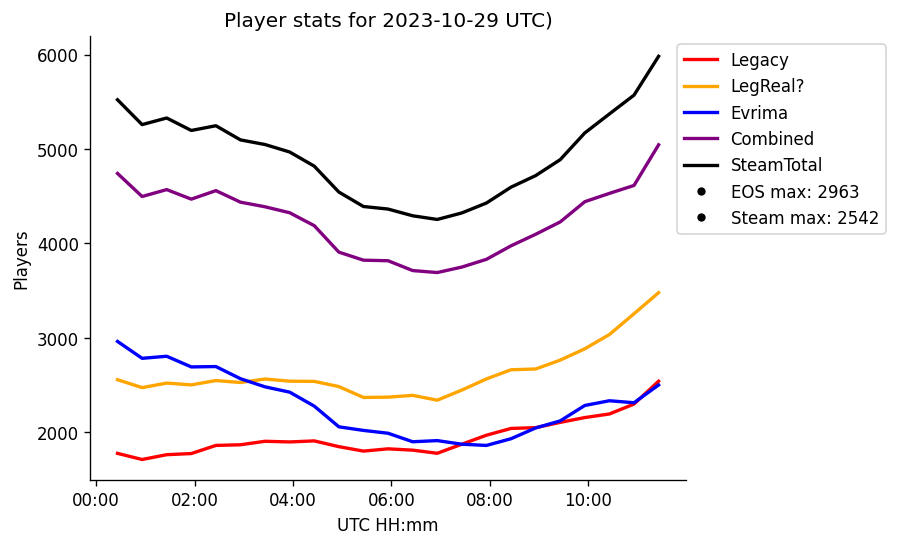 Player stats for 2023-10-29 UTC)
6000
5000
4000
3000
2000
Players
00:00 02:00 04:00 06:00 08:00 10:00
UTC HH:mm
Legacy
LegReal?
Evrima
Combined
SteamTotal
EOS max: 2963
Steam max: 2542